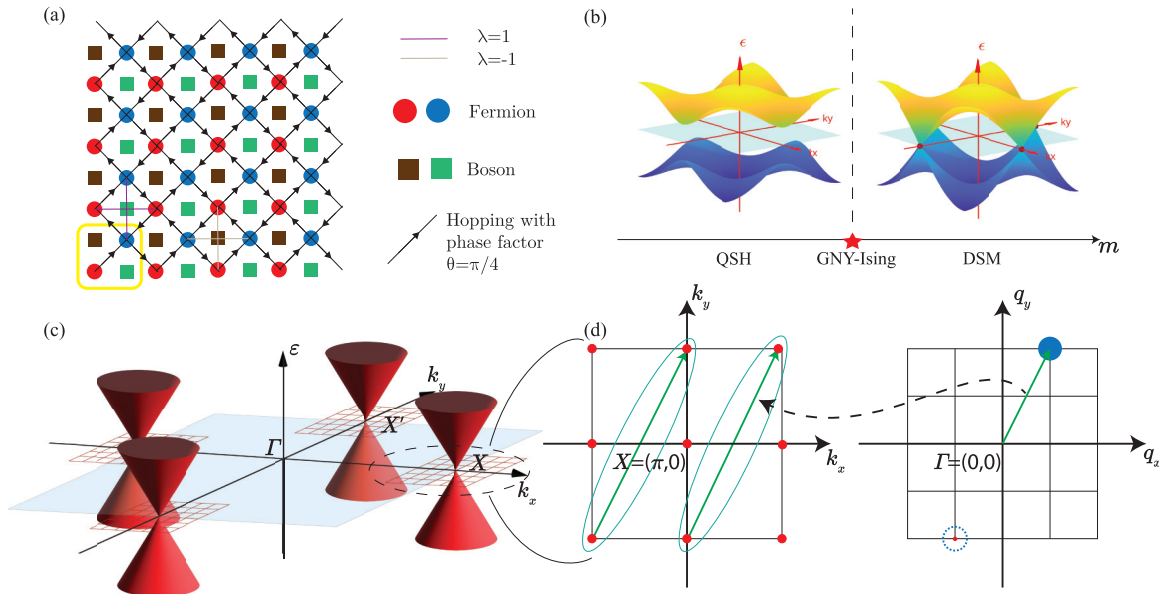 (a)
λ=1
λ=-1
Fermion
Boson
Hopping with
phase factor
θ=π/4
(b)
ϵ
ky
kx
QSH
GNY-Ising
ϵ
ky
kx
DSM
m
(c)
ε
k_y
X'
Γ
X
k_x
(d)
k_y
X=(π,0)
k_x
q_y
Γ=(0,0)
q_x